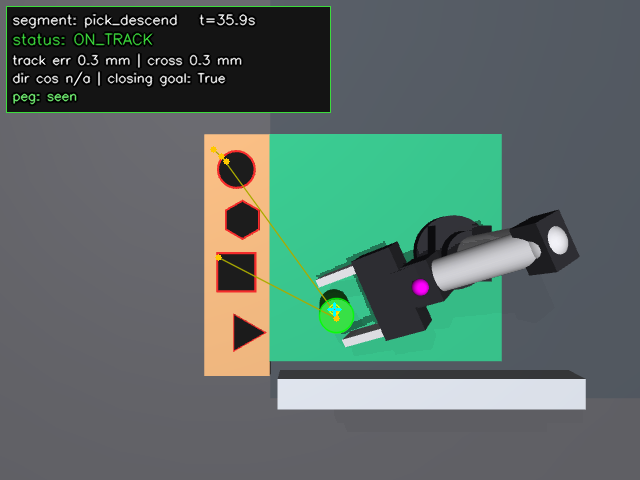 segment: pick_descend t=35.9s
status: ON_TRACK
track err 0.3 mm | cross 0.3 mm
dir cos n/a | closing goal: True
peg: seen